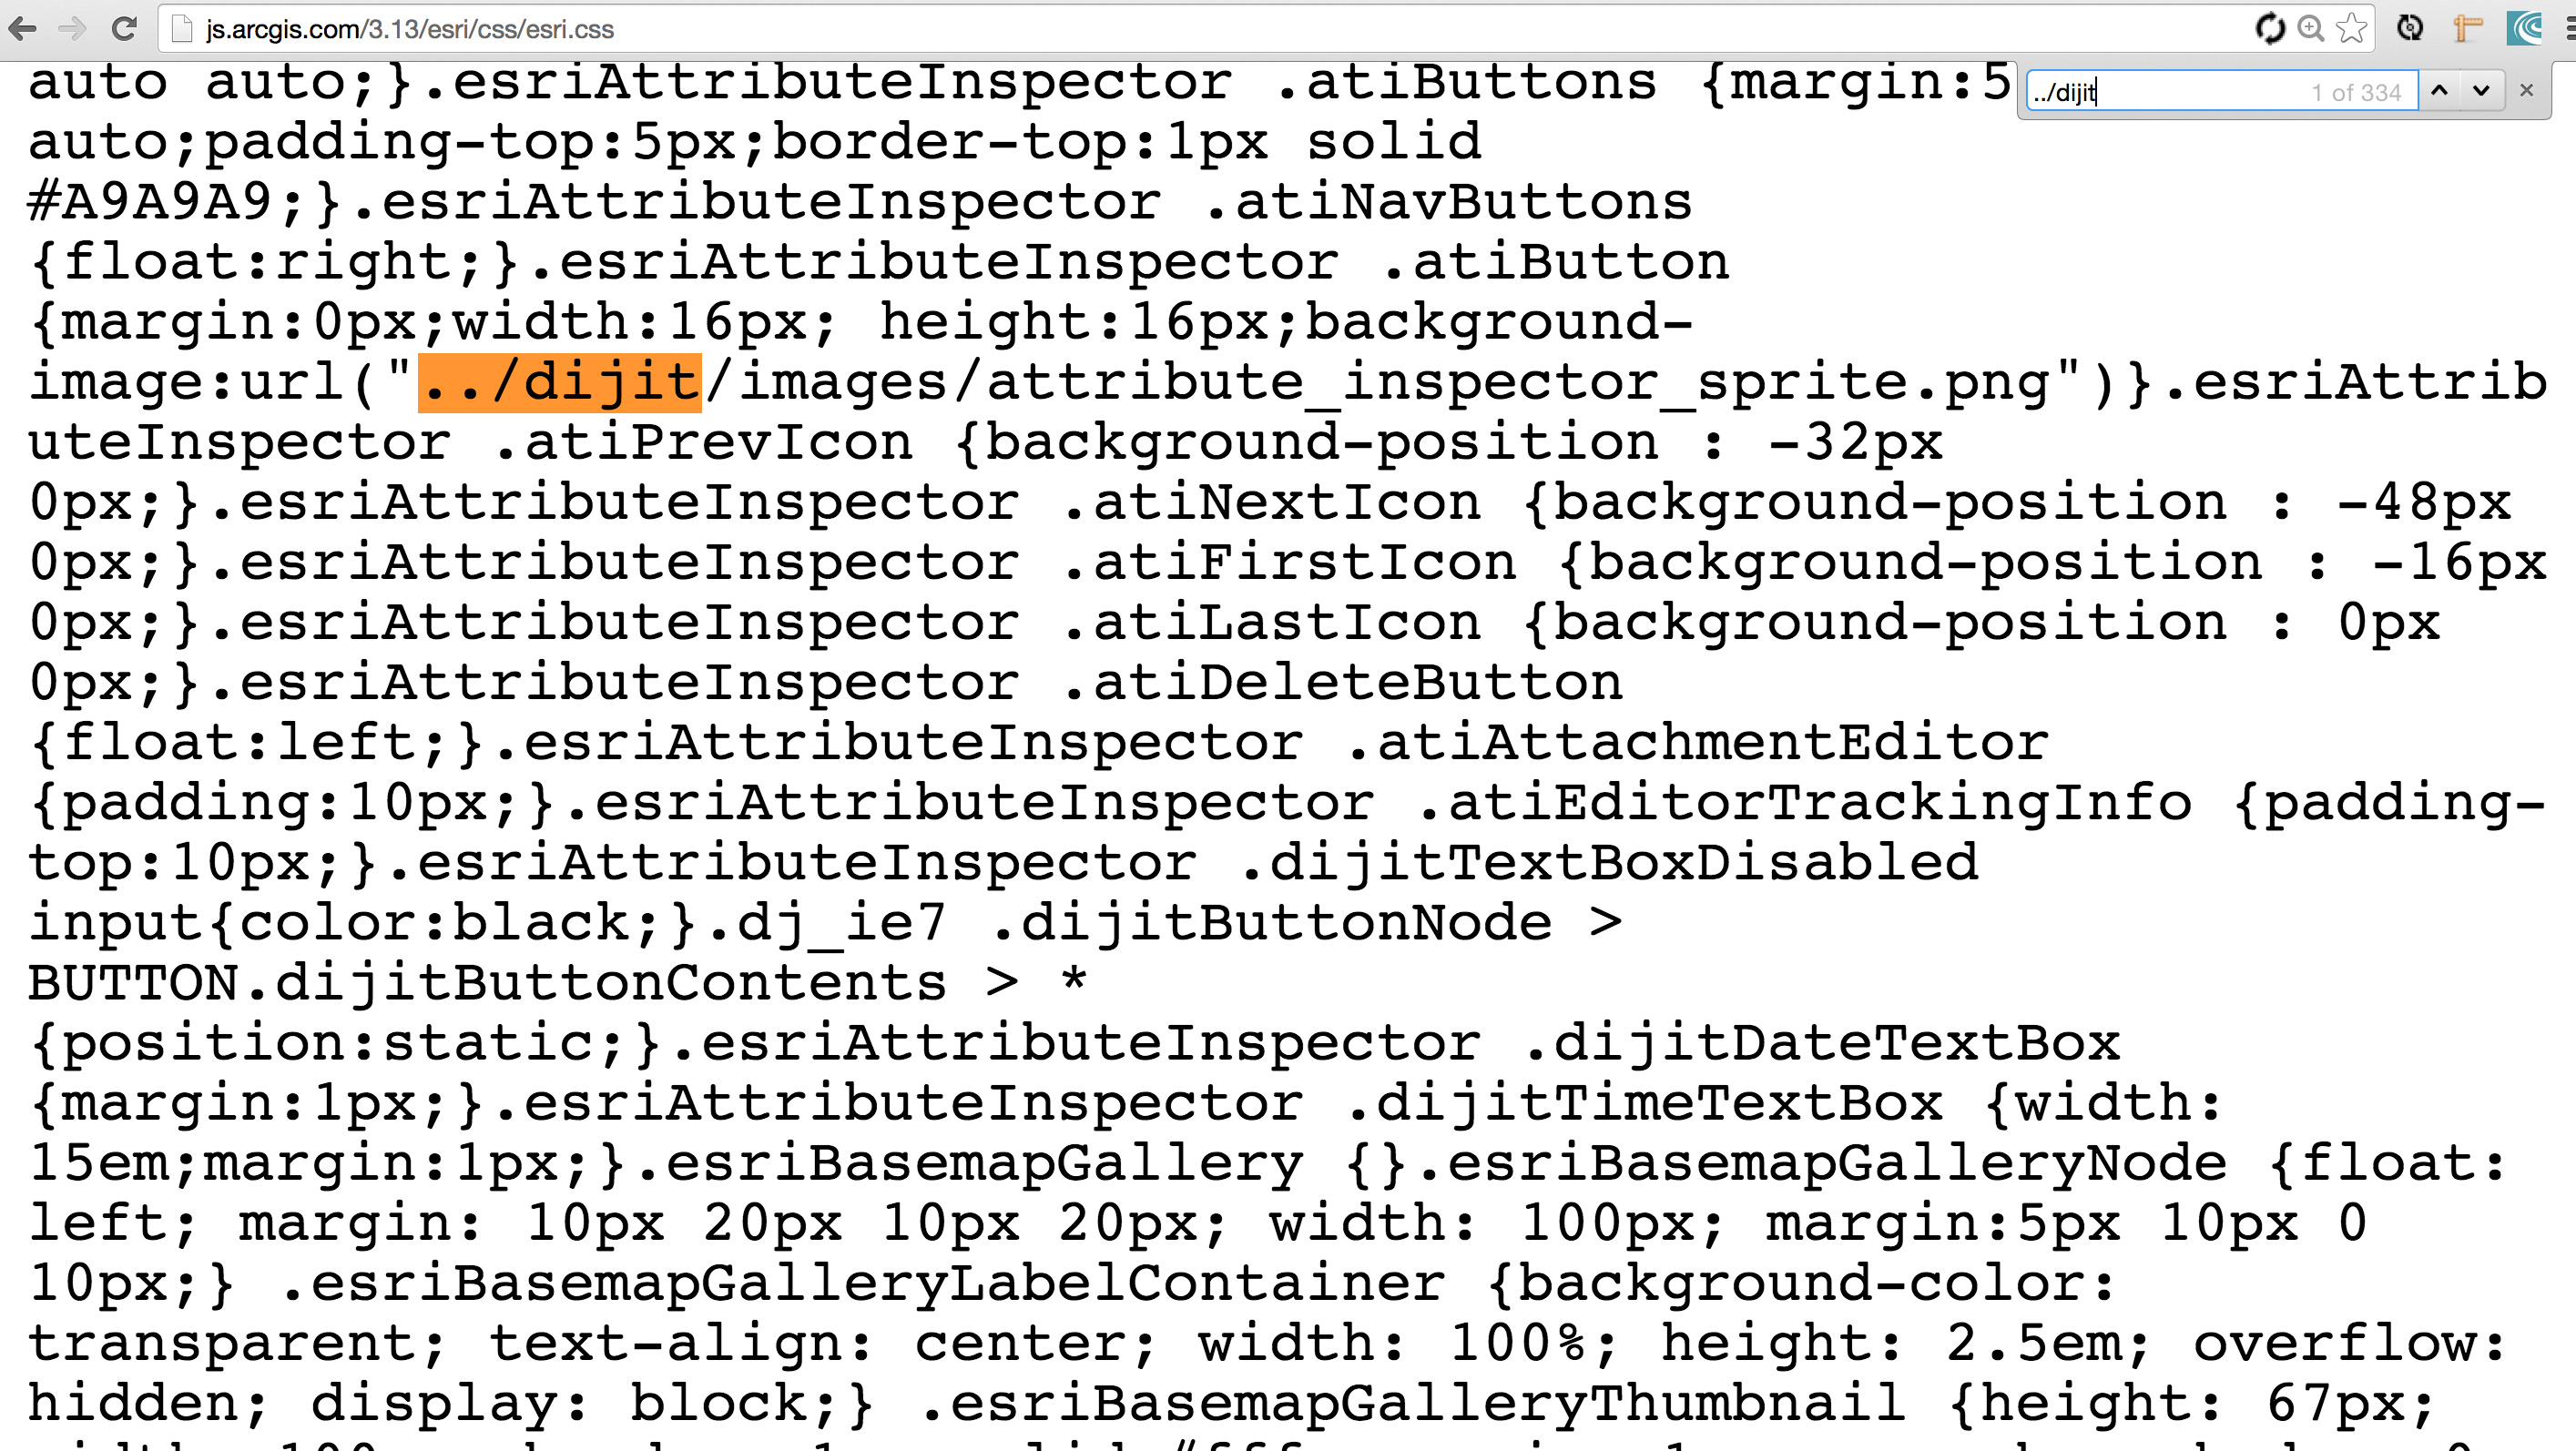 js.arcgis.com/3.13/esri/css/esri.css
../dijit 1 of 334
auto auto;}.esriAttributeInspector .atiButtons {margin:5
auto;padding-top:5px;border-top:1px solid
#A9A9A9;}.esriAttributeInspector .atiNavButtons
{float:right;}.esriAttributeInspector .atiButton
{margin:0px;width:16px; height:16px;background-
image:url("../dijit/images/attribute_inspector_sprite.png")}.esriAttrib
uteInspector .atiPrevIcon {background-position : -32px
0px;}.esriAttributeInspector .atiNextIcon {background-position : -48px
0px;}.esriAttributeInspector .atiFirstIcon {background-position : -16px
0px;}.esriAttributeInspector .atiLastIcon {background-position : 0px
0px;}.esriAttributeInspector .atiDeleteButton
{float:left;}.esriAttributeInspector .atiAttachmentEditor
{padding:10px;}.esriAttributeInspector .atiEditorTrackingInfo {padding-
top:10px;}.esriAttributeInspector .dijitTextBoxDisabled
input{color:black;}.dj_ie7 .dijitButtonNode >
BUTTON.dijitButtonContents > *
{position:static;}.esriAttributeInspector .dijitDateTextBox
{margin:1px;}.esriAttributeInspector .dijitTimeTextBox {width:
15em;margin:1px;}.esriBasemapGallery {}.esriBasemapGalleryNode {float:
left; margin: 10px 20px 10px 20px; width: 100px; margin:5px 10px 0
10px;} .esriBasemapGalleryLabelContainer {background-color:
transparent; text-align: center; width: 100%; height: 2.5em; overflow:
hidden; display: block;} .esriBasemapGalleryThumbnail {height: 67px;